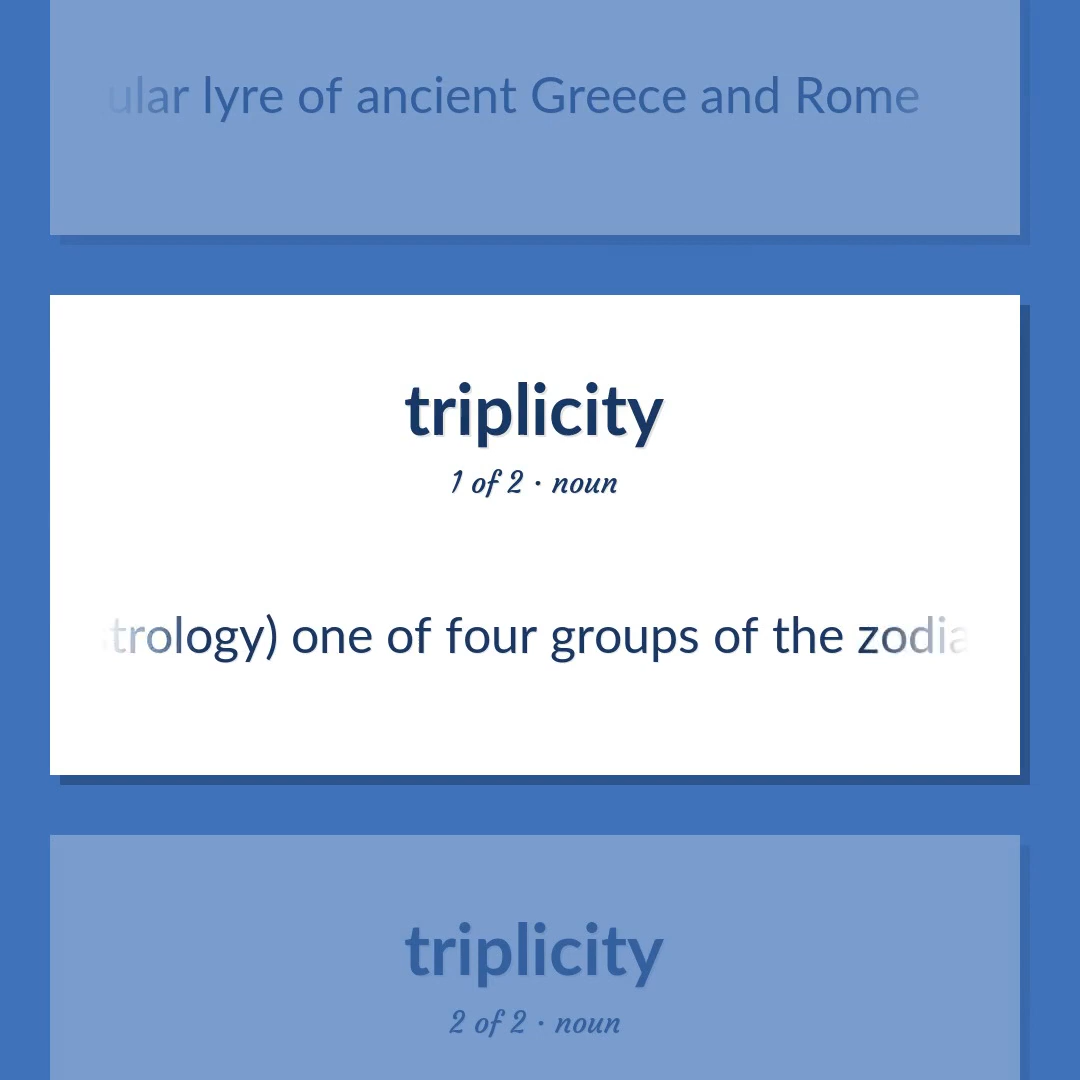 ular lyre of ancient Greece and Rome
triplicity
1 of 2 · noun
trology) one of four groups of the zodia
triplicity
2 of 2 · noun